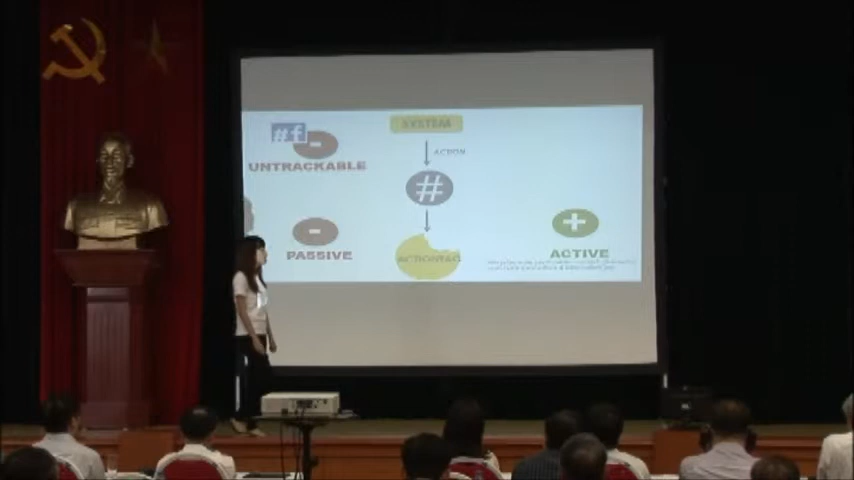 #f
-
UNTRACKABLE
SYSTEM
ACTION
#
-
PASSIVE
ACTIONTAG
+
ACTIVE